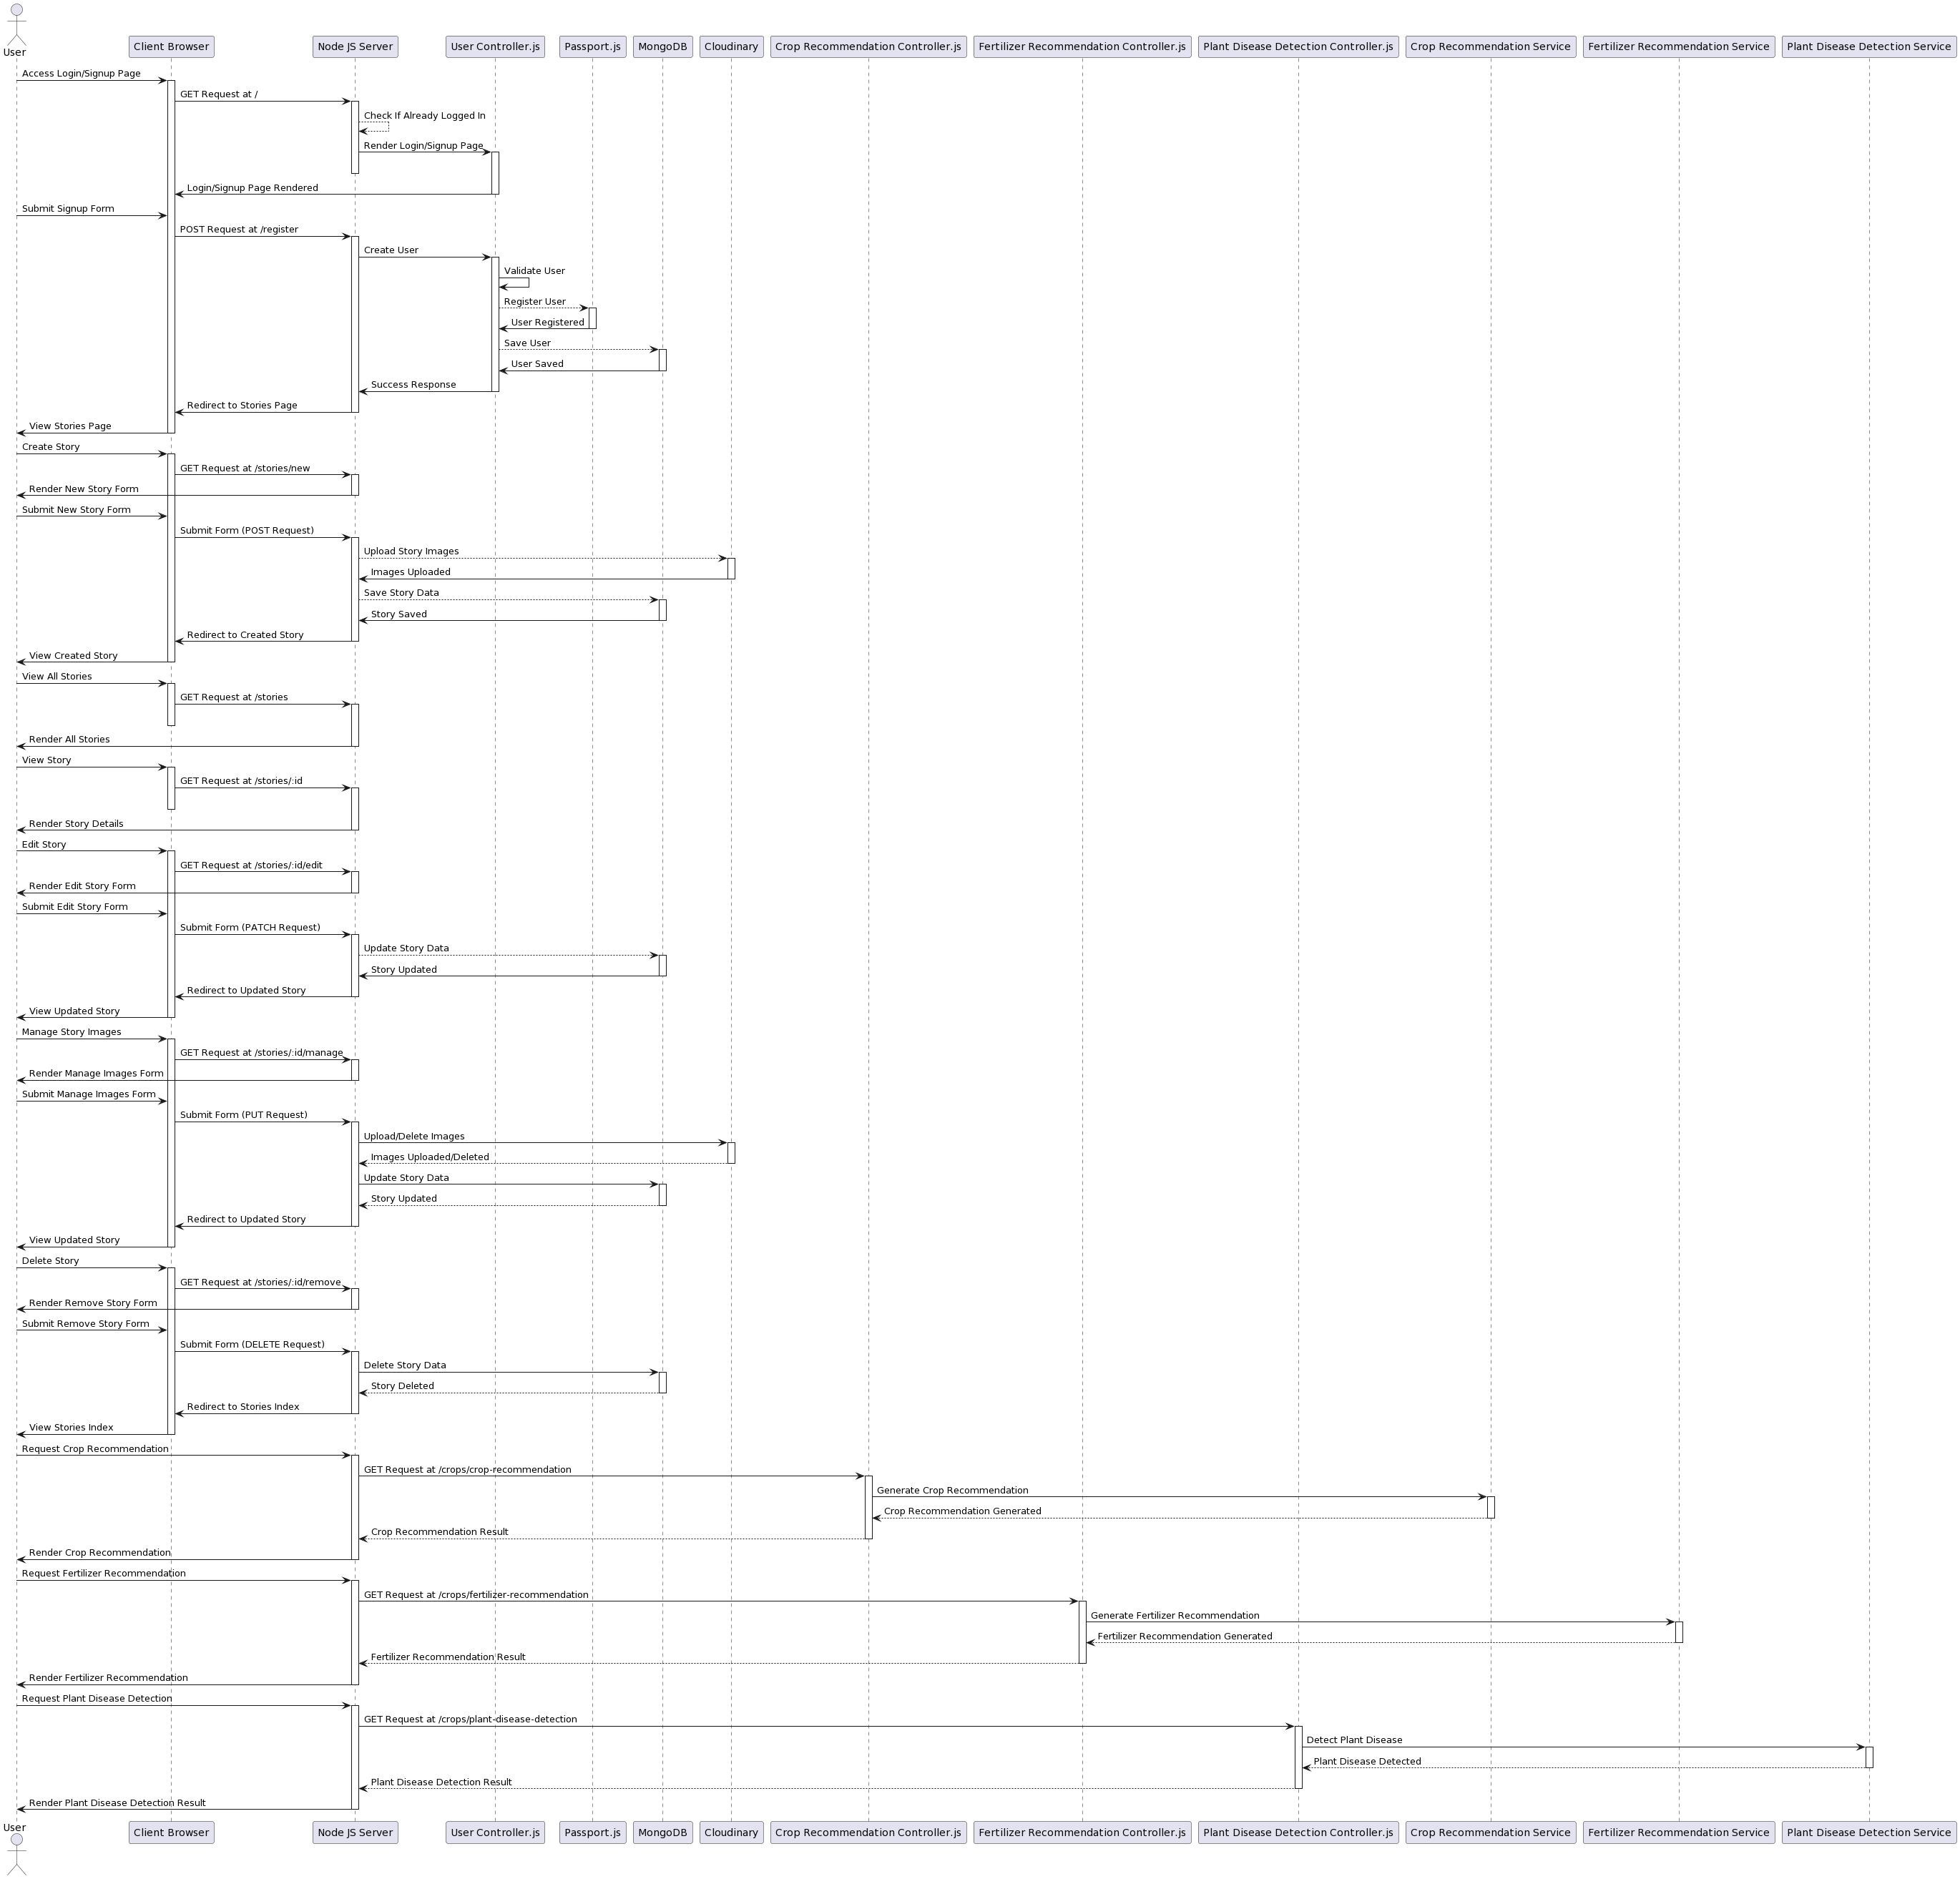 User
Client Browser
Node JS Server
User Controller.js
Passport.js
MongoDB
Cloudinary
Crop Recommendation Controller.js
Fertilizer Recommendation Controller.js
Plant Disease Detection Controller.js
Crop Recommendation Service
Fertilizer Recommendation Service
Plant Disease Detection Service
Access Login/Signup Page
GET Request at /
Check If Already Logged In
Render Login/Signup Page
Login/Signup Page Rendered
Submit Signup Form
POST Request at /register
Create User
Validate User
Register User
User Registered
Save User
User Saved
Success Response
Redirect to Stories Page
View Stories Page
Create Story
GET Request at /stories/new
Render New Story Form
Submit New Story Form
Submit Form (POST Request)
Upload Story Images
Images Uploaded
Save Story Data
Story Saved
Redirect to Created Story
View Created Story
View All Stories
GET Request at /stories
Render All Stories
View Story
GET Request at /stories/:id
Render Story Details
Edit Story
GET Request at /stories/:id/edit
Render Edit Story Form
Submit Edit Story Form
Submit Form (PATCH Request)
Update Story Data
Story Updated
Redirect to Updated Story
View Updated Story
Manage Story Images
GET Request at /stories/:id/manage
Render Manage Images Form
Submit Manage Images Form
Submit Form (PUT Request)
Upload/Delete Images
Images Uploaded/Deleted
Update Story Data
Story Updated
Redirect to Updated Story
View Updated Story
Delete Story
GET Request at /stories/:id/remove
Render Remove Story Form
Submit Remove Story Form
Submit Form (DELETE Request)
Delete Story Data
Story Deleted
Redirect to Stories Index
View Stories Index
Request Crop Recommendation
GET Request at /crops/crop-recommendation
Generate Crop Recommendation
Crop Recommendation Generated
Crop Recommendation Result
Render Crop Recommendation
Request Fertilizer Recommendation
GET Request at /crops/fertilizer-recommendation
Generate Fertilizer Recommendation
Fertilizer Recommendation Generated
Fertilizer Recommendation Result
Render Fertilizer Recommendation
Request Plant Disease Detection
GET Request at /crops/plant-disease-detection
Detect Plant Disease
Plant Disease Detected
Plant Disease Detection Result
Render Plant Disease Detection Result
User
Client Browser
Node JS Server
User Controller.js
Passport.js
MongoDB
Cloudinary
Crop Recommendation Controller.js
Fertilizer Recommendation Controller.js
Plant Disease Detection Controller.js
Crop Recommendation Service
Fertilizer Recommendation Service
Plant Disease Detection Service